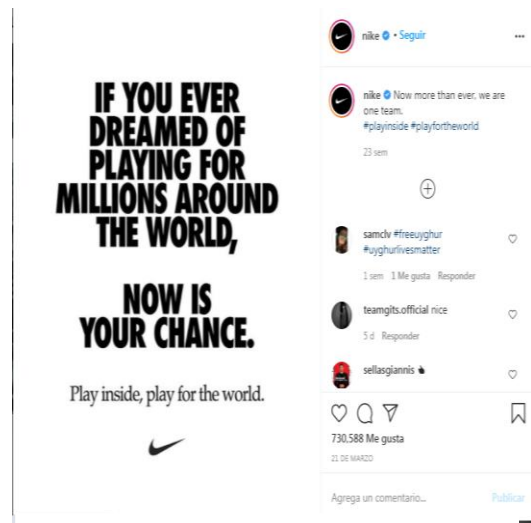 IF YOU EVER
DREAMED OF
PLAYING FOR
MILLIONS AROUND
THE WORLD,
NOW IS
YOUR CHANCE.
Play inside, play for the world.
nike • Seguir
nike Now more than ever, we are
one team.
#playinside #playfortheworld
23 sem
samclv #freeuyghur
#uyghurlivesmatter
1 sem 1 Me gusta Responder
teamgits.official nice
5 d Responder
sellasgiannis
730,588 Me gusta
21 DE MARZO
Agrega un comentario... Publicar